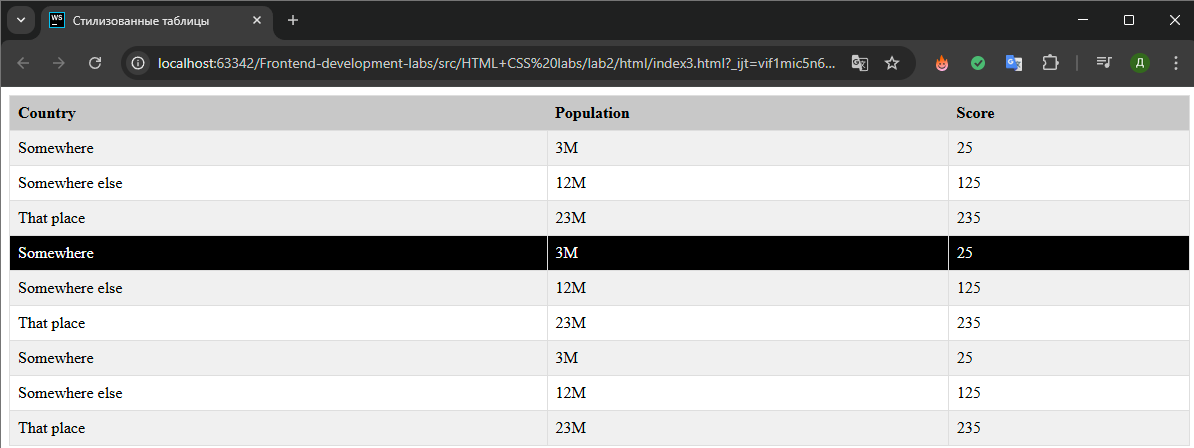 WS Стилизованные таблицы
localhost:63342/Frontend-development-labs/src/HTML+CSS%20labs/lab2/html/index3.html?_ijt=vif1mic5n6... Д
Country Population Score
Somewhere 3M 25
Somewhere else 12M 125
That place 23M 235
Somewhere 3M 25
Somewhere else 12M 125
That place 23M 235
Somewhere 3M 25
Somewhere else 12M 125
That place 23M 235